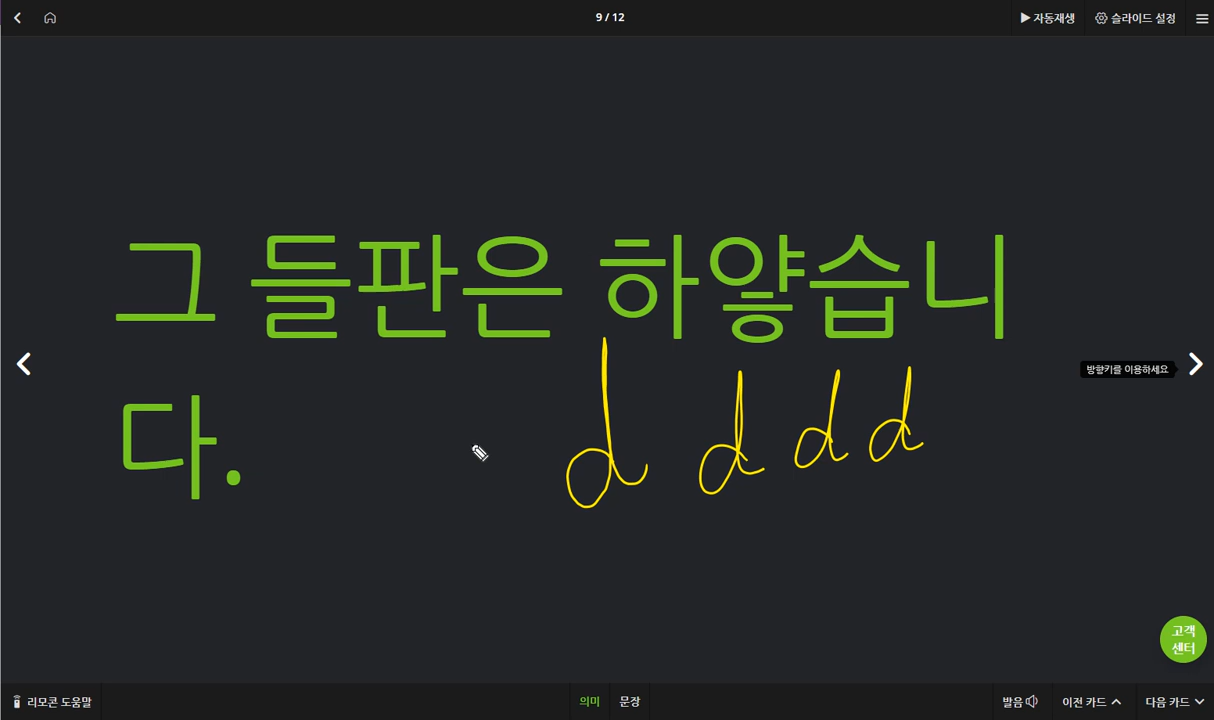 9 / 12
자동재생
슬라이드 설정
그 들판은 하얗습니
다.
방향키를 이용하세요
d d d d
고객
센터
리모콘 도움말
의미
문장
발음
이전 카드
다음 카드